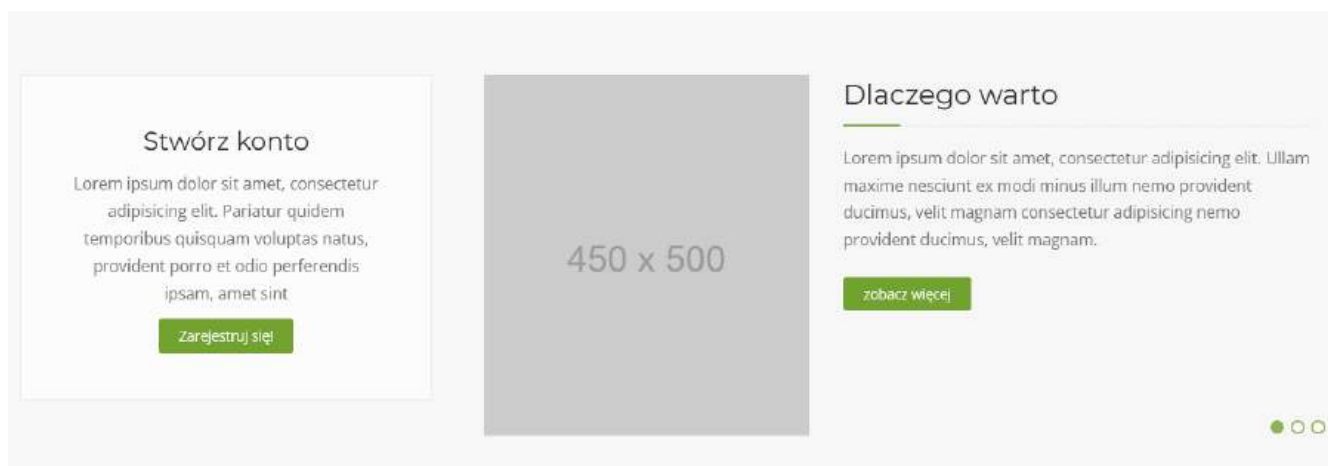 Stwórz konto
Lorem ipsum dolor sit amet, consectetur
adipisicing elit. Pariatur quidem
temporibus quisquam voluptas natus,
provident porro et odio perferendis
ipsam, amet sint
Zarejestruj się!
450 x 500
Dlaczego warto
Lorem ipsum dolor sit amet, consectetur adipisicing elit. Ullam
maxime nesciunt ex modi minus illum nemo provident
ducimus, velit magnam consectetur adipisicing nemo
provident ducimus, velit magnam.
zobacz więcej